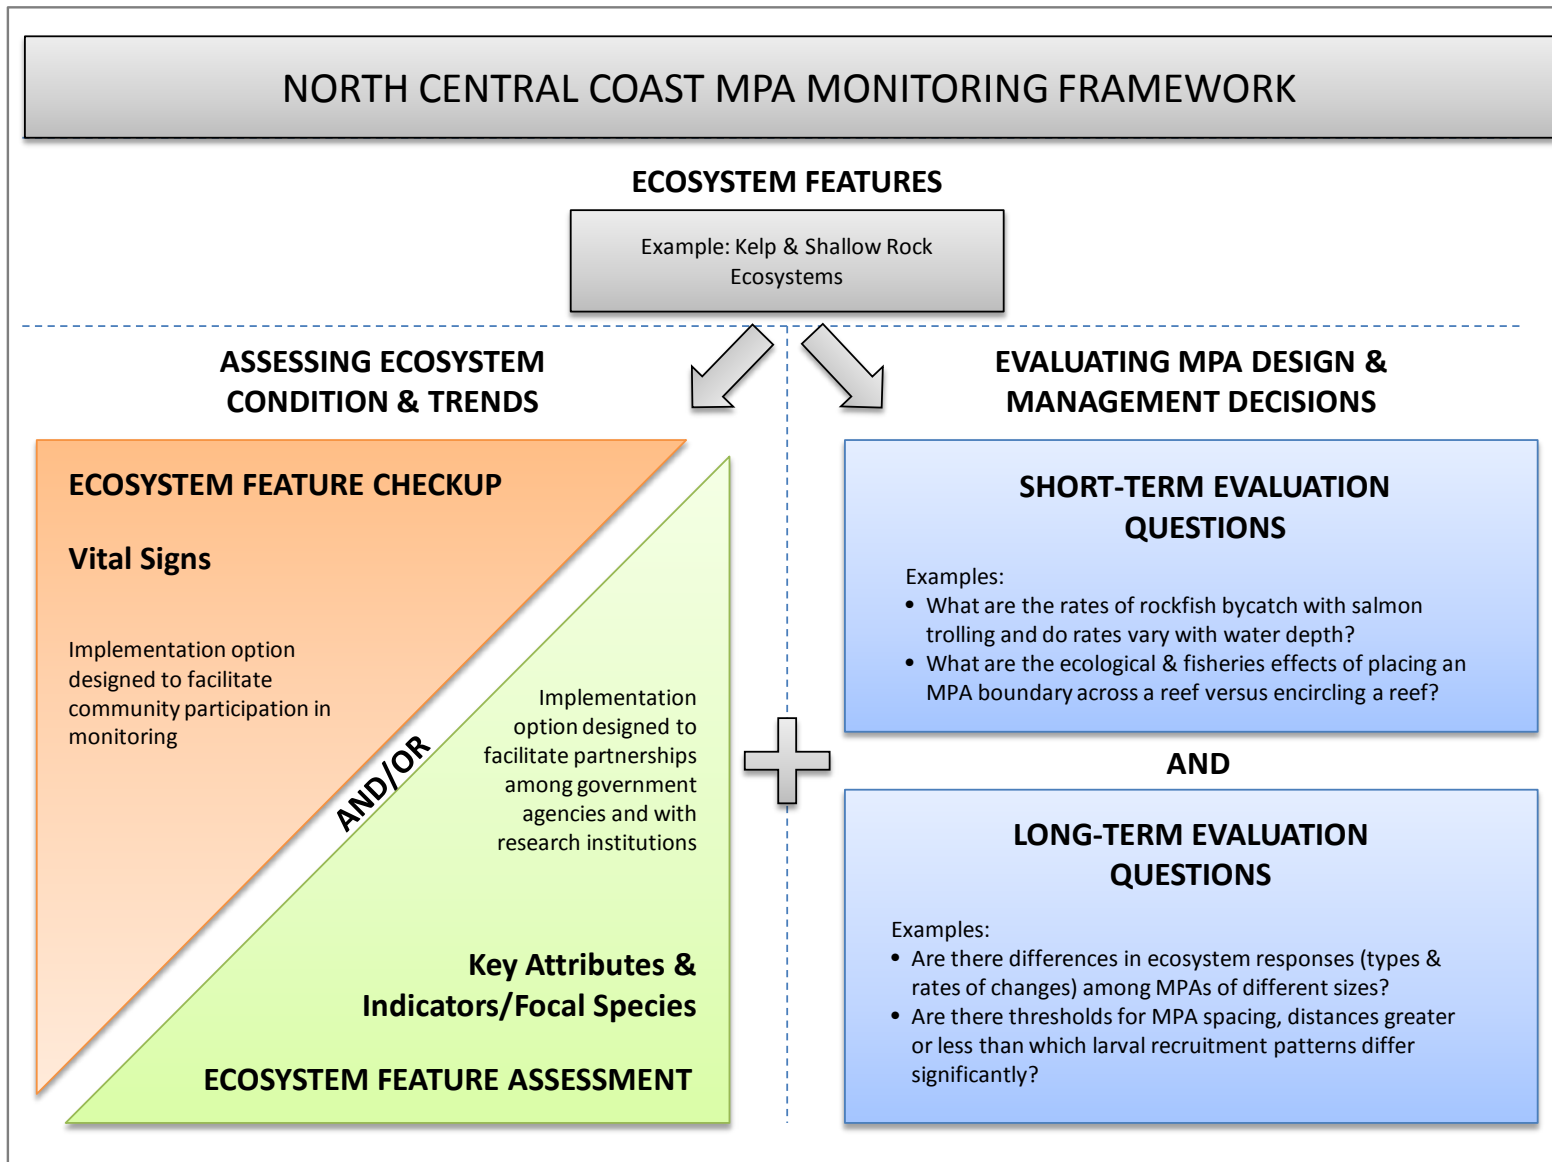 NORTH CENTRAL COAST MPA MONITORING FRAMEWORK
ECOSYSTEM FEATURES
Example: Kelp & Shallow Rock
Ecosystems
ASSESSING ECOSYSTEM
CONDITION & TRENDS
ECOSYSTEM FEATURE CHECKUP
Vital Signs
Implementation option
designed to facilitate
community participation in
monitoring
AND/OR
Implementation
option designed to
facilitate partnerships
among government
agencies and with
research institutions
Key Attributes &
Indicators/Focal Species
ECOSYSTEM FEATURE ASSESSMENT
EVALUATING MPA DESIGN &
MANAGEMENT DECISIONS
SHORT-TERM EVALUATION
QUESTIONS
Examples:
• What are the rates of rockfish bycatch with salmon
trolling and do rates vary with water depth?
• What are the ecological & fisheries effects of placing an
MPA boundary across a reef versus encircling a reef?
AND
LONG-TERM EVALUATION
QUESTIONS
Examples:
• Are there differences in ecosystem responses (types &
rates of changes) among MPAs of different sizes?
• Are there thresholds for MPA spacing, distances greater
or less than which larval recruitment patterns differ
significantly?